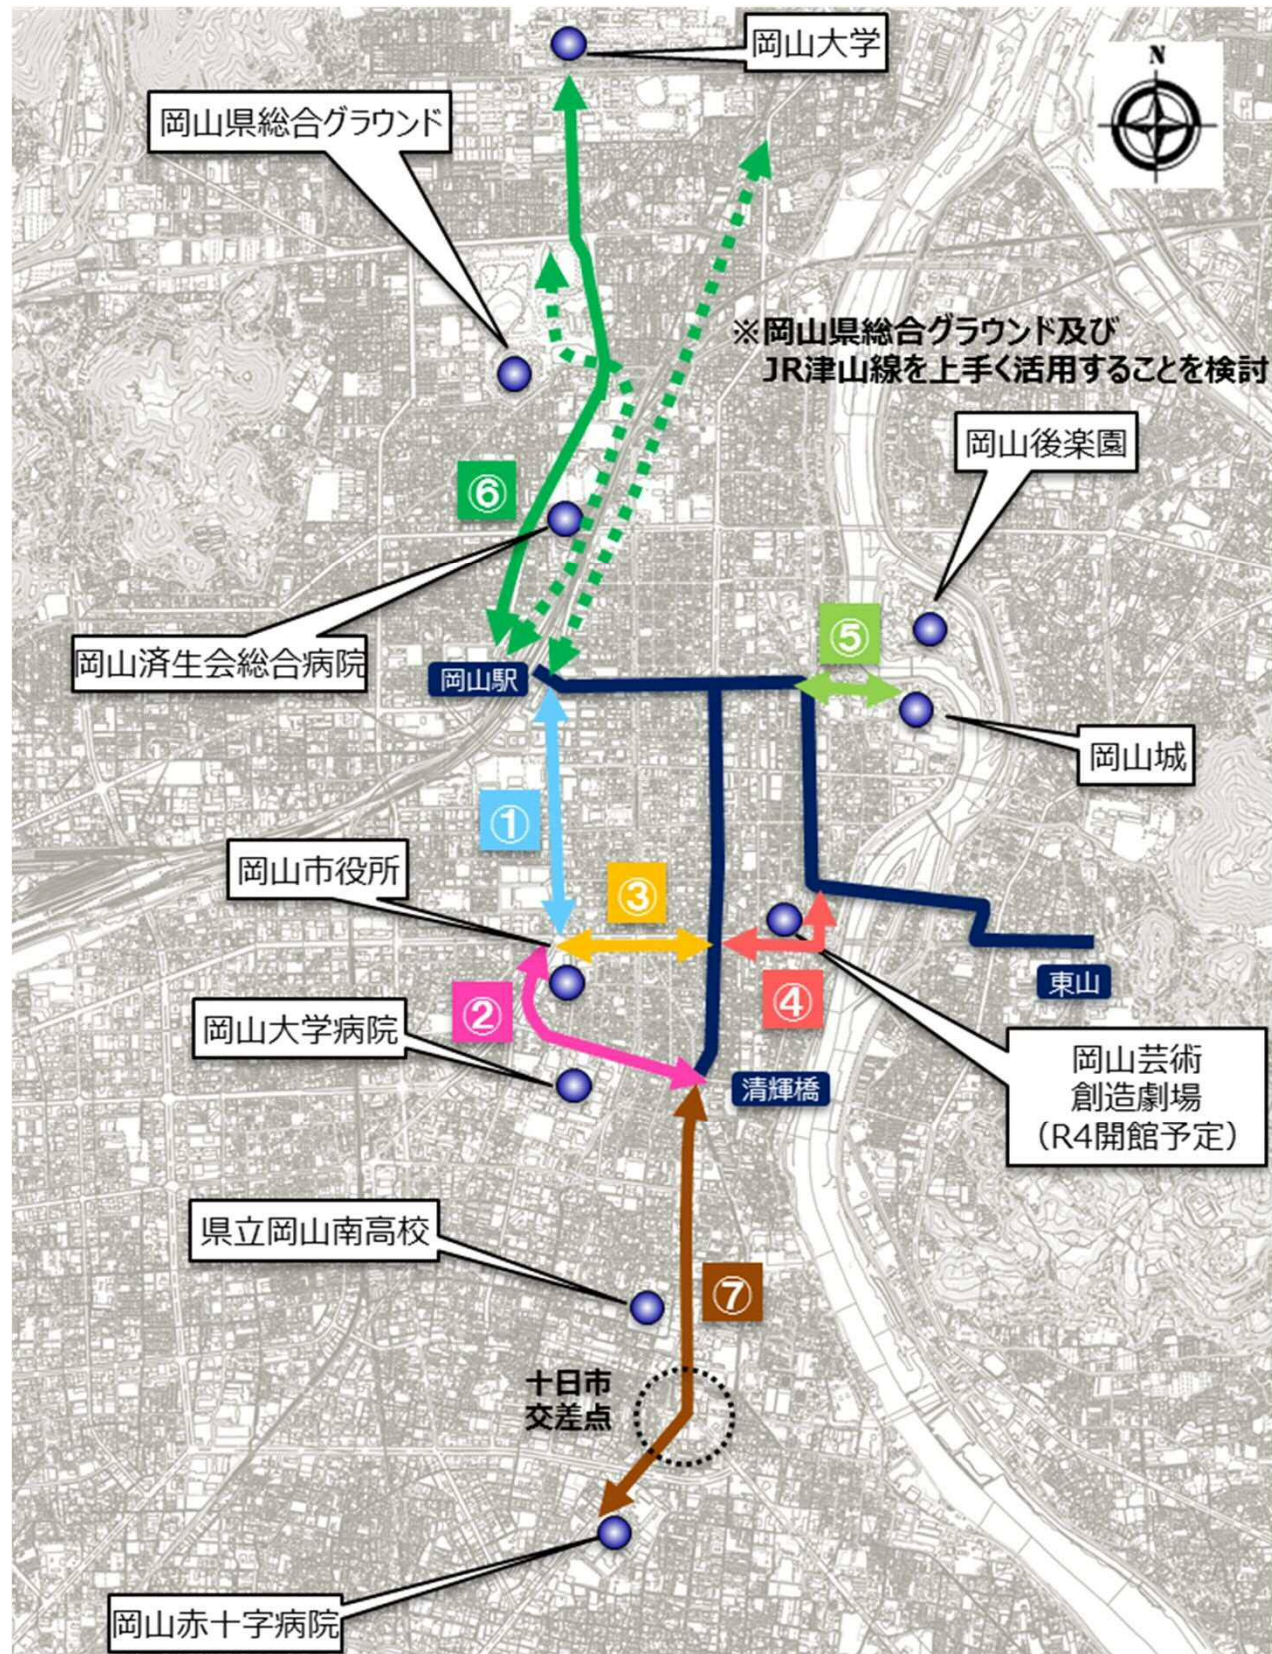 岡山大学
N
岡山県総合グラウンド
※岡山県総合グラウンド及び
JR津山線を上手く活用することを検討
岡山後楽園
⑥
⑤
岡山済生会総合病院
岡山駅
岡山城
①
岡山市役所
③
②
④
東山
岡山大学病院
清輝橋
岡山芸術
創造劇場
（R4開館予定）
県立岡山南高校
⑦
十日市
交差点
岡山赤十字病院